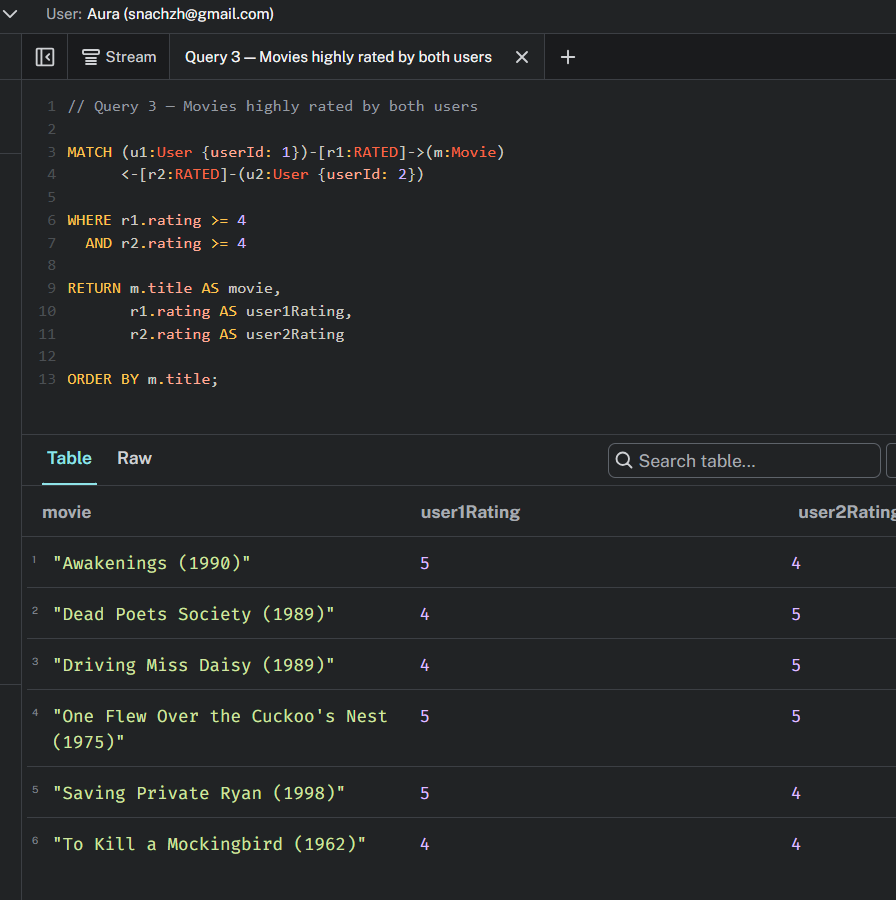 User: Aura (snachzh@gmail.com)
Stream
Query 3 — Movies highly rated by both users
1 // Query 3 — Movies highly rated by both users
2
3 MATCH (u1:User {userId: 1})-[r1:RATED]->(m:Movie)
4       <-[r2:RATED]-(u2:User {userId: 2})
5
6 WHERE r1.rating >= 4
7   AND r2.rating >= 4
8
9 RETURN m.title AS movie,
10        r1.rating AS user1Rating,
11        r2.rating AS user2Rating
12
13 ORDER BY m.title;
Table Raw
Search table...
movie user1Rating user2Rating
1 "Awakenings (1990)" 5 4
2 "Dead Poets Society (1989)" 4 5
3 "Driving Miss Daisy (1989)" 4 5
4 "One Flew Over the Cuckoo's Nest 5 5
(1975)"
5 "Saving Private Ryan (1998)" 5 4
6 "To Kill a Mockingbird (1962)" 4 4